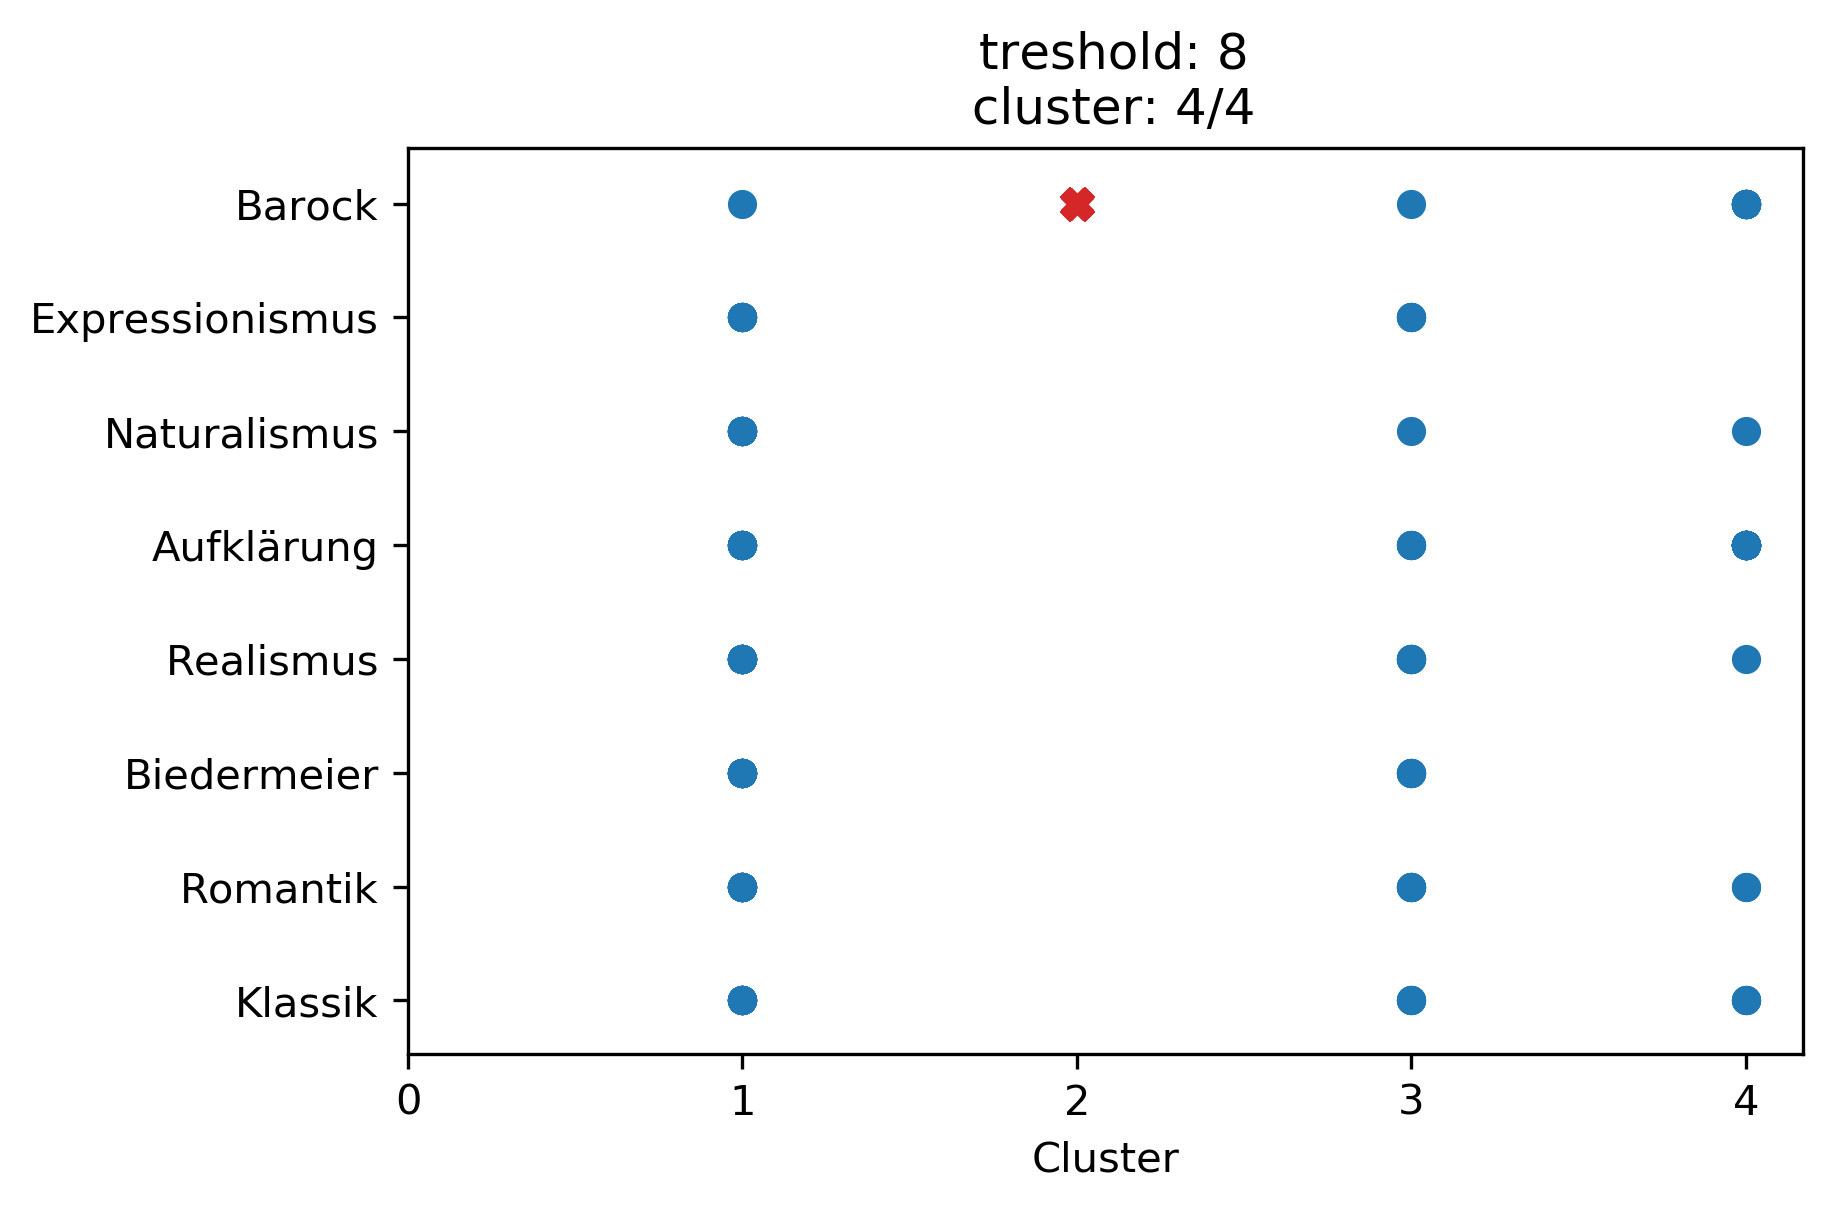 treshold: 8
cluster: 4/4
Barock
Expressionismus
Naturalismus
Aufklärung
Realismus
Biedermeier
Romantik
Klassik
0 1 2 3 4
Cluster